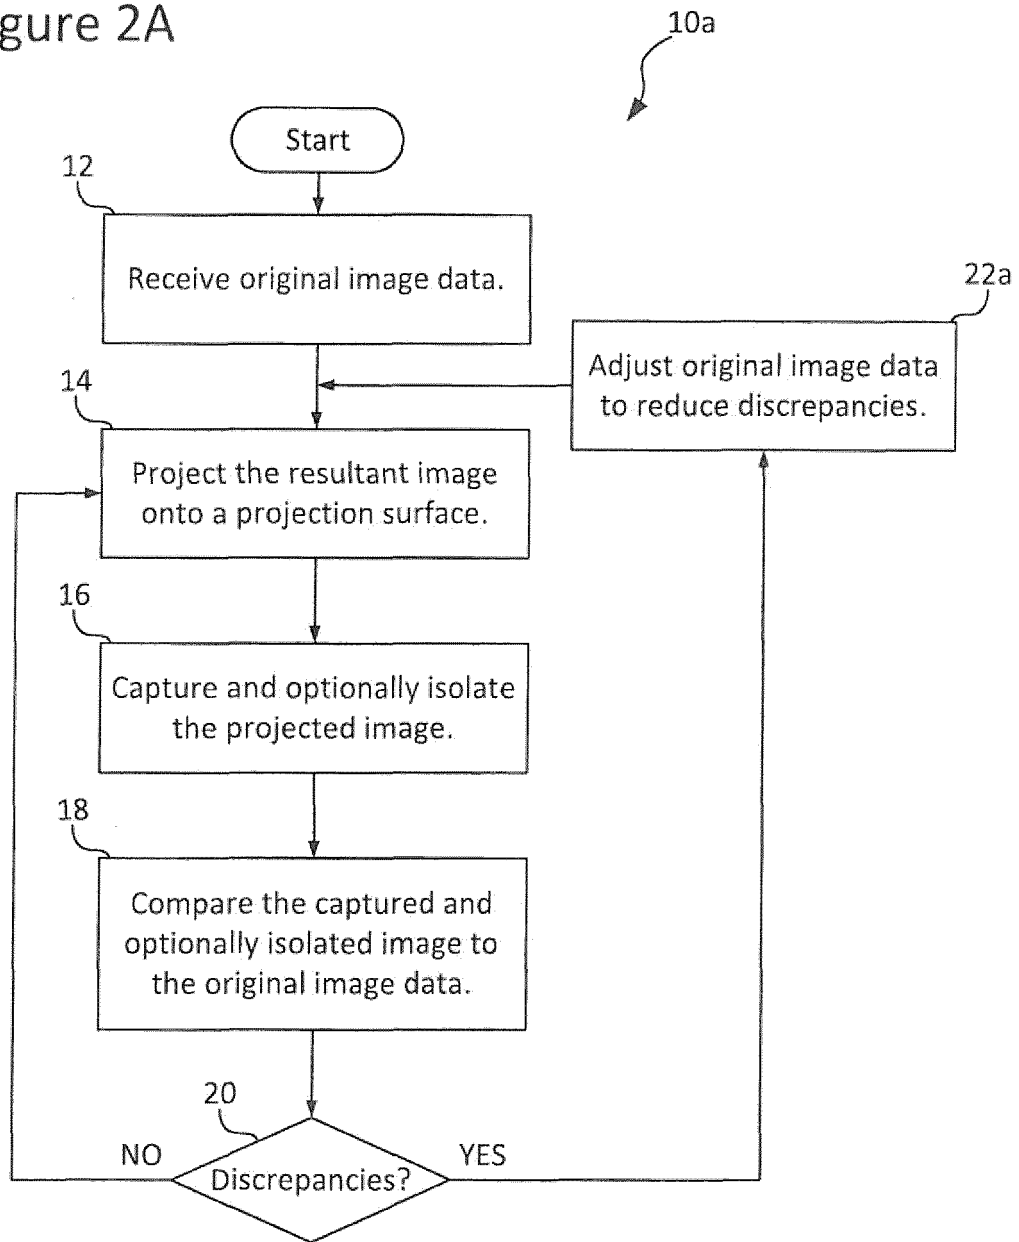 gure 2A
10a
Start
12
Receive original image data.
22a
Adjust original image data
to reduce discrepancies.
14
Project the resultant image
onto a projection surface.
16
Capture and optionally isolate
the projected image.
18
Compare the captured and
optionally isolated image to
the original image data.
20
NO
YES
Discrepancies?